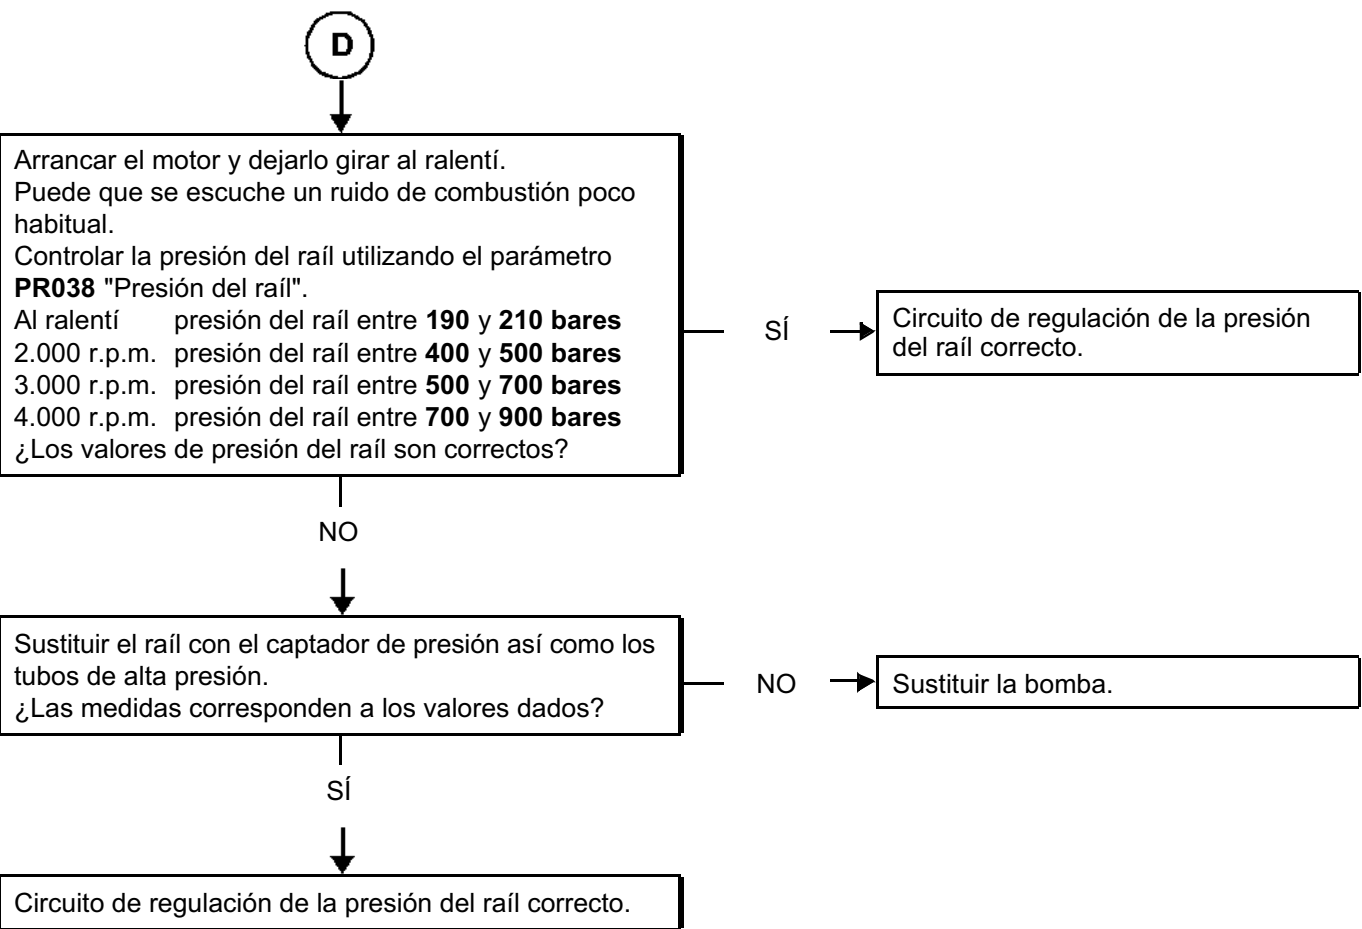 D
Arrancar el motor y dejarlo girar al ralentí.
Puede que se escuche un ruido de combustión poco
habitual.
Controlar la presión del raíl utilizando el parámetro
PR038 "Presión del raíl".
Al ralentí presión del raíl entre 190 y 210 bares
2.000 r.p.m. presión del raíl entre 400 y 500 bares
3.000 r.p.m. presión del raíl entre 500 y 700 bares
4.000 r.p.m. presión del raíl entre 700 y 900 bares
¿Los valores de presión del raíl son correctos?
SÍ
Circuito de regulación de la presión
del raíl correcto.
NO
Sustituir el raíl con el captador de presión así como los
tubos de alta presión.
¿Las medidas corresponden a los valores dados?
NO
Sustituir la bomba.
SÍ
Circuito de regulación de la presión del raíl correcto.